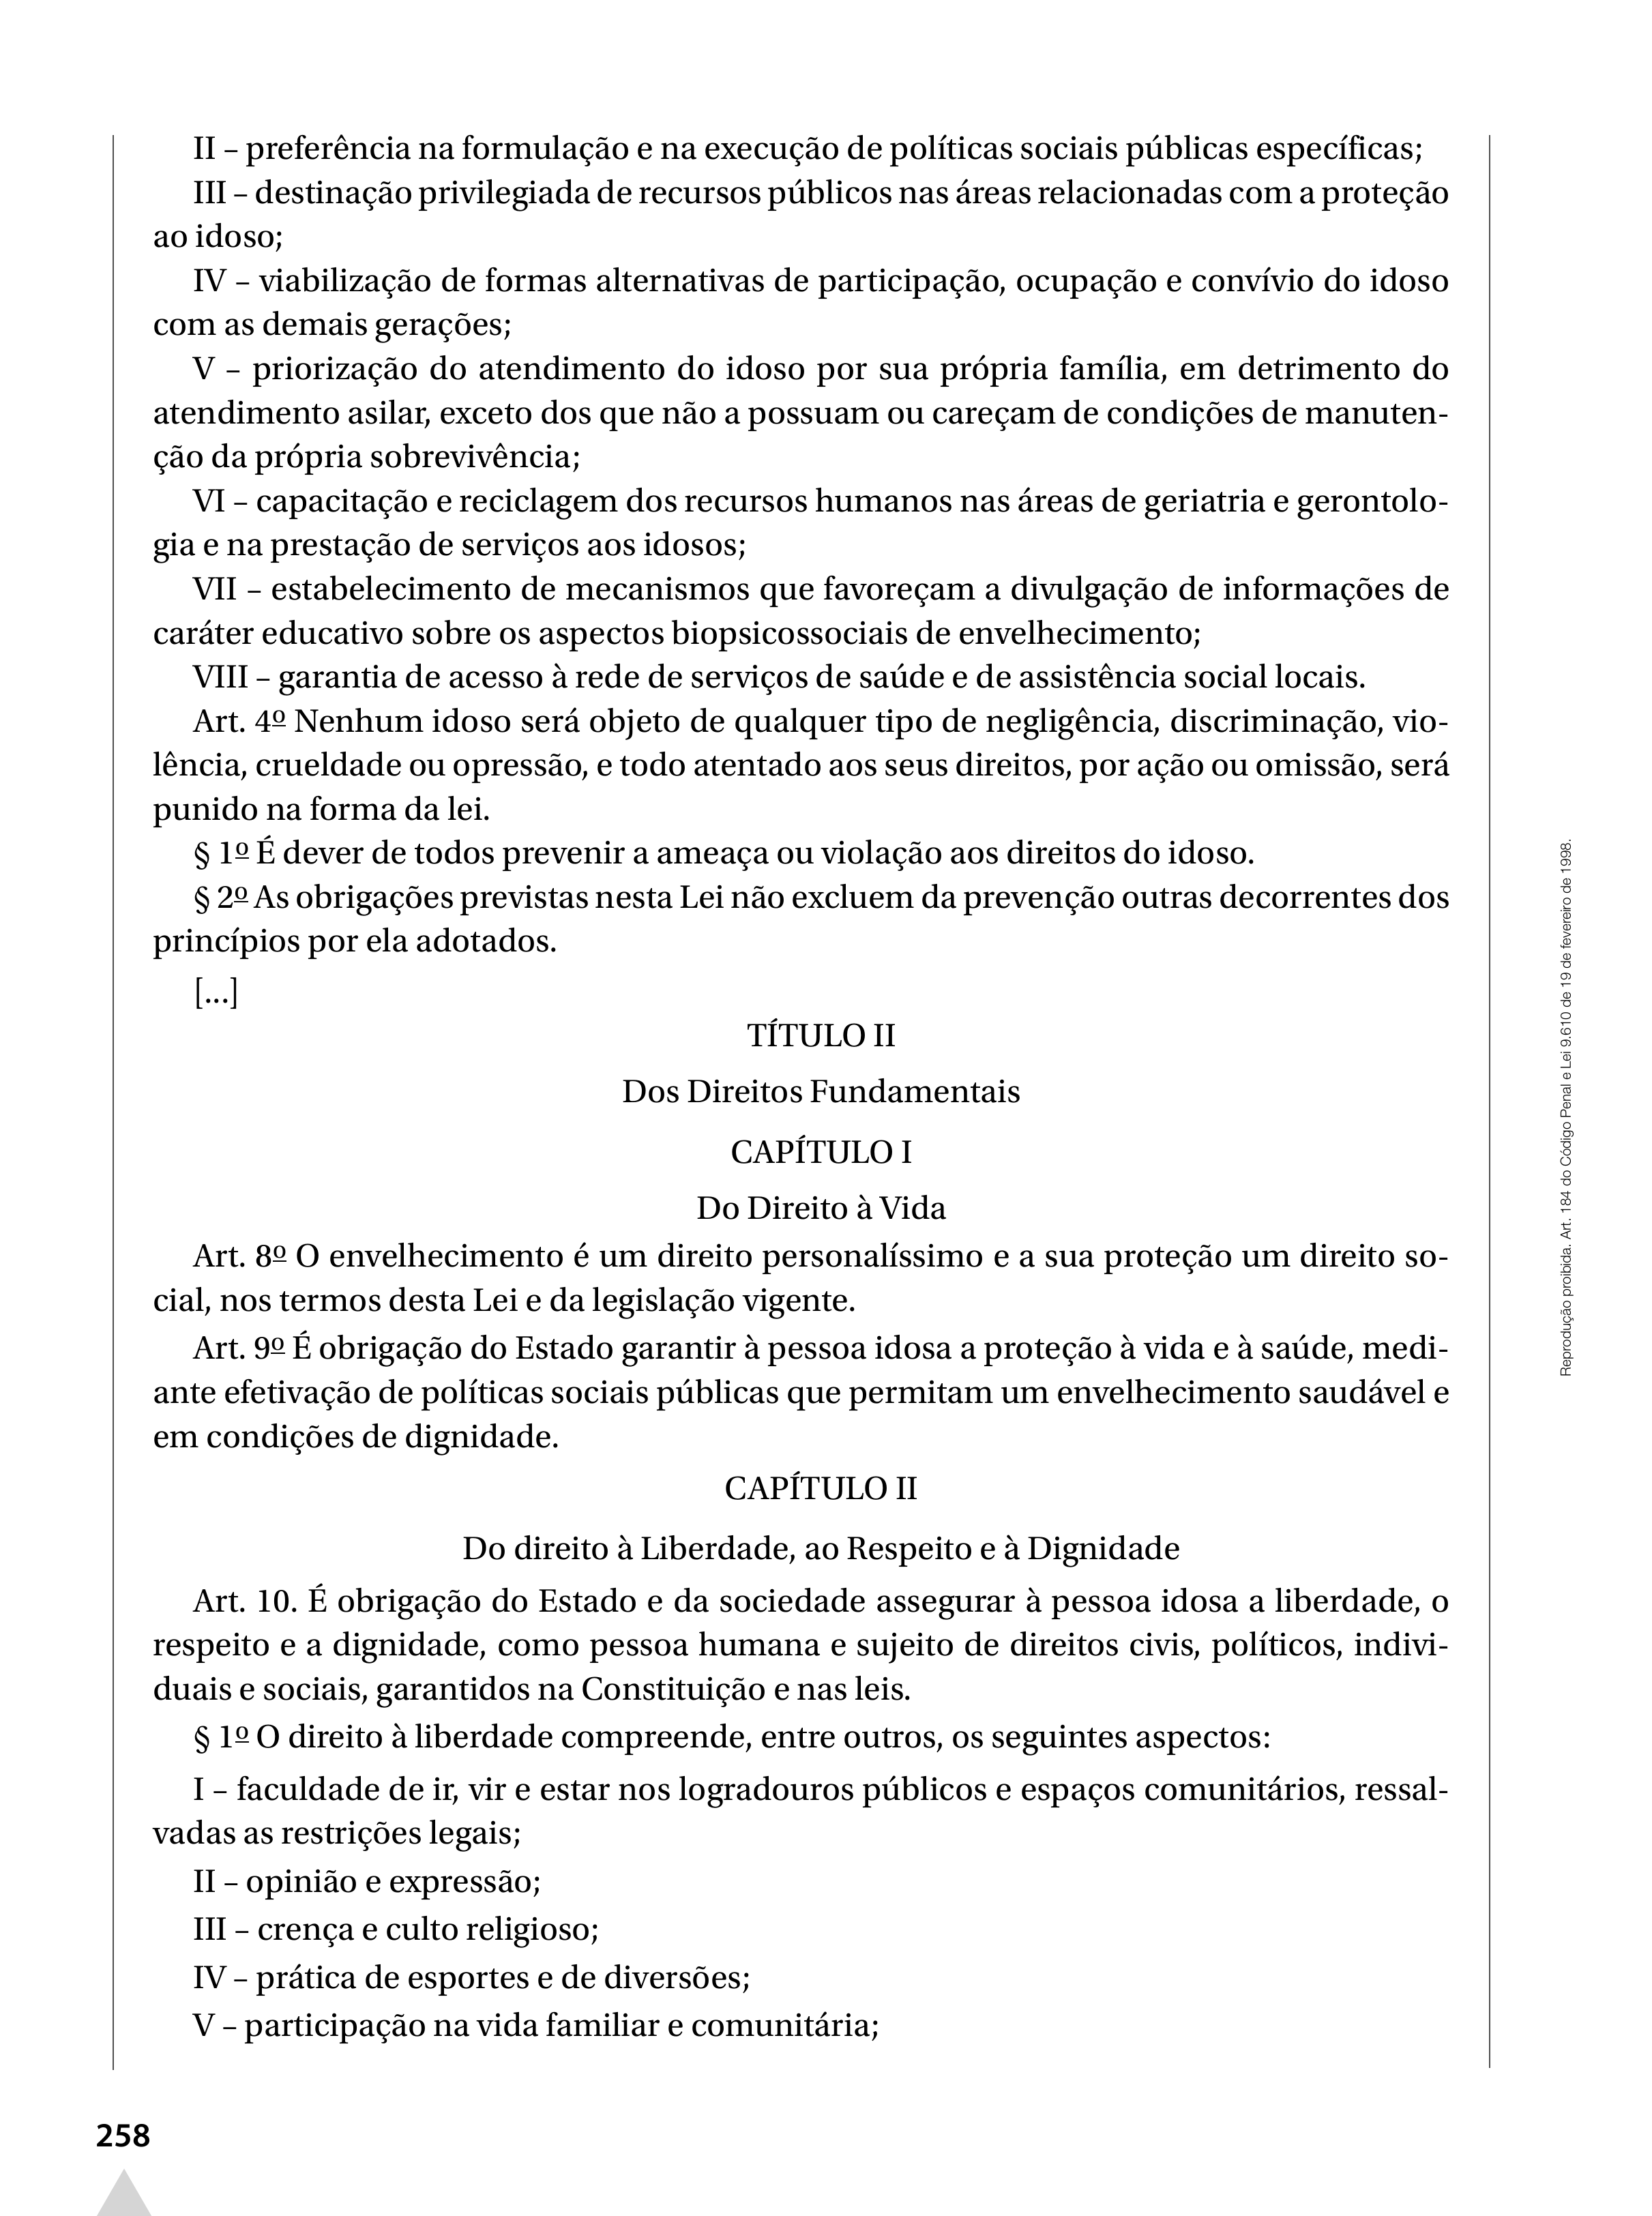 II – preferência na formulação e na execução de políticas sociais públicas específicas;
III – destinação privilegiada de recursos públicos nas áreas relacionadas com a proteção
ao idoso;
IV – viabilização de formas alternativas de participação, ocupação e convívio do idoso
com as demais gerações;
V – priorização do atendimento do idoso por sua própria família, em detrimento do
atendimento asilar, exceto dos que não a possuam ou careçam de condições de manuten-
ção da própria sobrevivência;
VI – capacitação e reciclagem dos recursos humanos nas áreas de geriatria e gerontolo-
gia e na prestação de serviços aos idosos;
VII – estabelecimento de mecanismos que favoreçam a divulgação de informações de
caráter educativo sobre os aspectos biopsicossociais de envelhecimento;
VIII – garantia de acesso à rede de serviços de saúde e de assistência social locais.
Art. 4º Nenhum idoso será objeto de qualquer tipo de negligência, discriminação, vio-
lência, crueldade ou opressão, e todo atentado aos seus direitos, por ação ou omissão, será
punido na forma da lei.
§ 1º É dever de todos prevenir a ameaça ou violação aos direitos do idoso.
§ 2º As obrigações previstas nesta Lei não excluem da prevenção outras decorrentes dos
princípios por ela adotados.
[...]
TÍTULO II
Dos Direitos Fundamentais
CAPÍTULO I
Do Direito à Vida
Art. 8º O envelhecimento é um direito personalíssimo e a sua proteção um direito so-
cial, nos termos desta Lei e da legislação vigente.
Art. 9º É obrigação do Estado garantir à pessoa idosa a proteção à vida e à saúde, medi-
ante efetivação de políticas sociais públicas que permitam um envelhecimento saudável e
em condições de dignidade.
CAPÍTULO II
Do direito à Liberdade, ao Respeito e à Dignidade
Art. 10. É obrigação do Estado e da sociedade assegurar à pessoa idosa a liberdade, o
respeito e a dignidade, como pessoa humana e sujeito de direitos civis, políticos, indivi-
duais e sociais, garantidos na Constituição e nas leis.
§ 1º O direito à liberdade compreende, entre outros, os seguintes aspectos:
I – faculdade de ir, vir e estar nos logradouros públicos e espaços comunitários, ressal-
vadas as restrições legais;
II – opinião e expressão;
III – crença e culto religioso;
IV – prática de esportes e de diversões;
V – participação na vida familiar e comunitária;
258
Reprodução proibida. Art. 184 do Código Penal e Lei 9.610 de 19 de fevereiro de 1998.